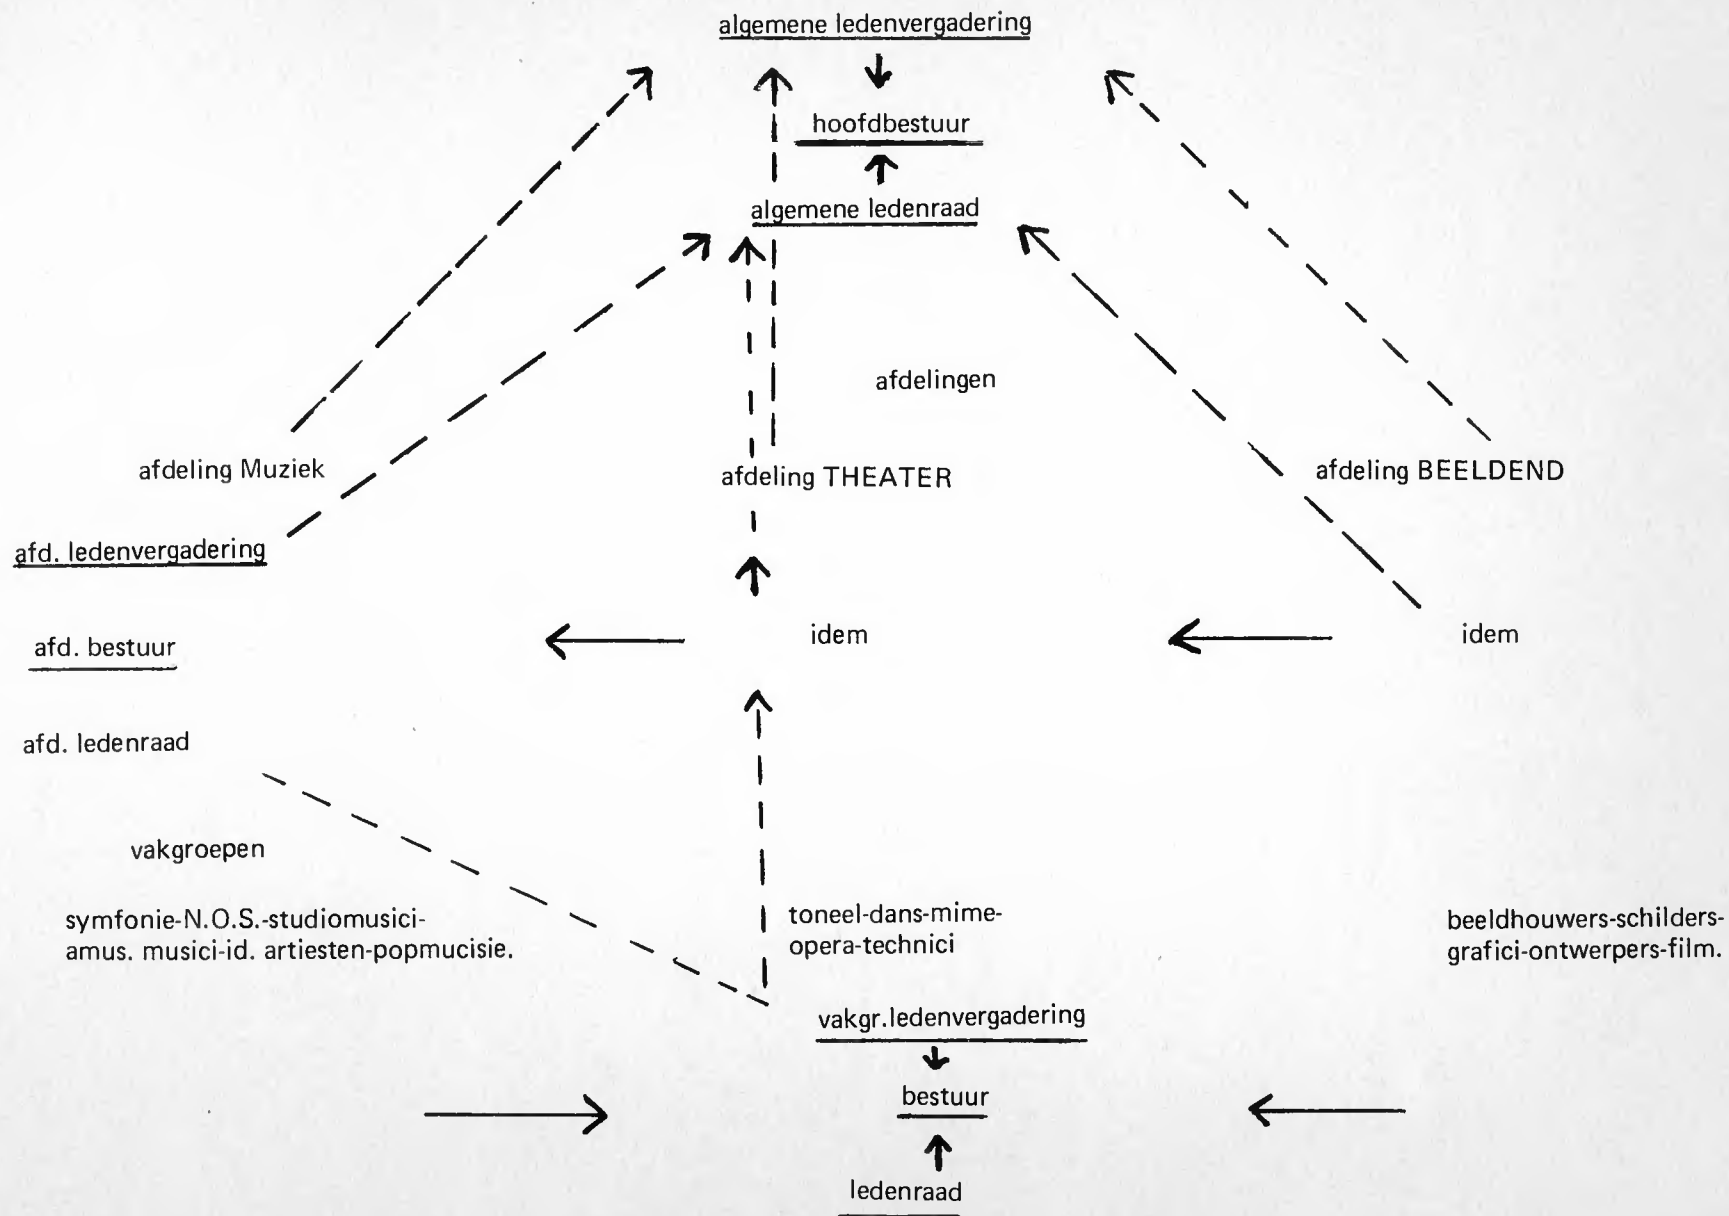 algemene ledenvergadering
hoofdbestuur
algemene ledenraad
afdelingen
afdeling Muziek
afdeling THEATER
afdeling BEELDEND
afd. ledenvergadering
afd. bestuur
idem
idem
afd. ledenraad
vakgroepen
symfonie-N.O.S.-studiomusici-
amus. musici-id. artiesten-popmucisie.
toneel-dans-mime-
opera-technici
beeldhouwers-schilders-
grafici-ontwerpers-film.
vakgr.ledenvergadering
bestuur
ledenraad